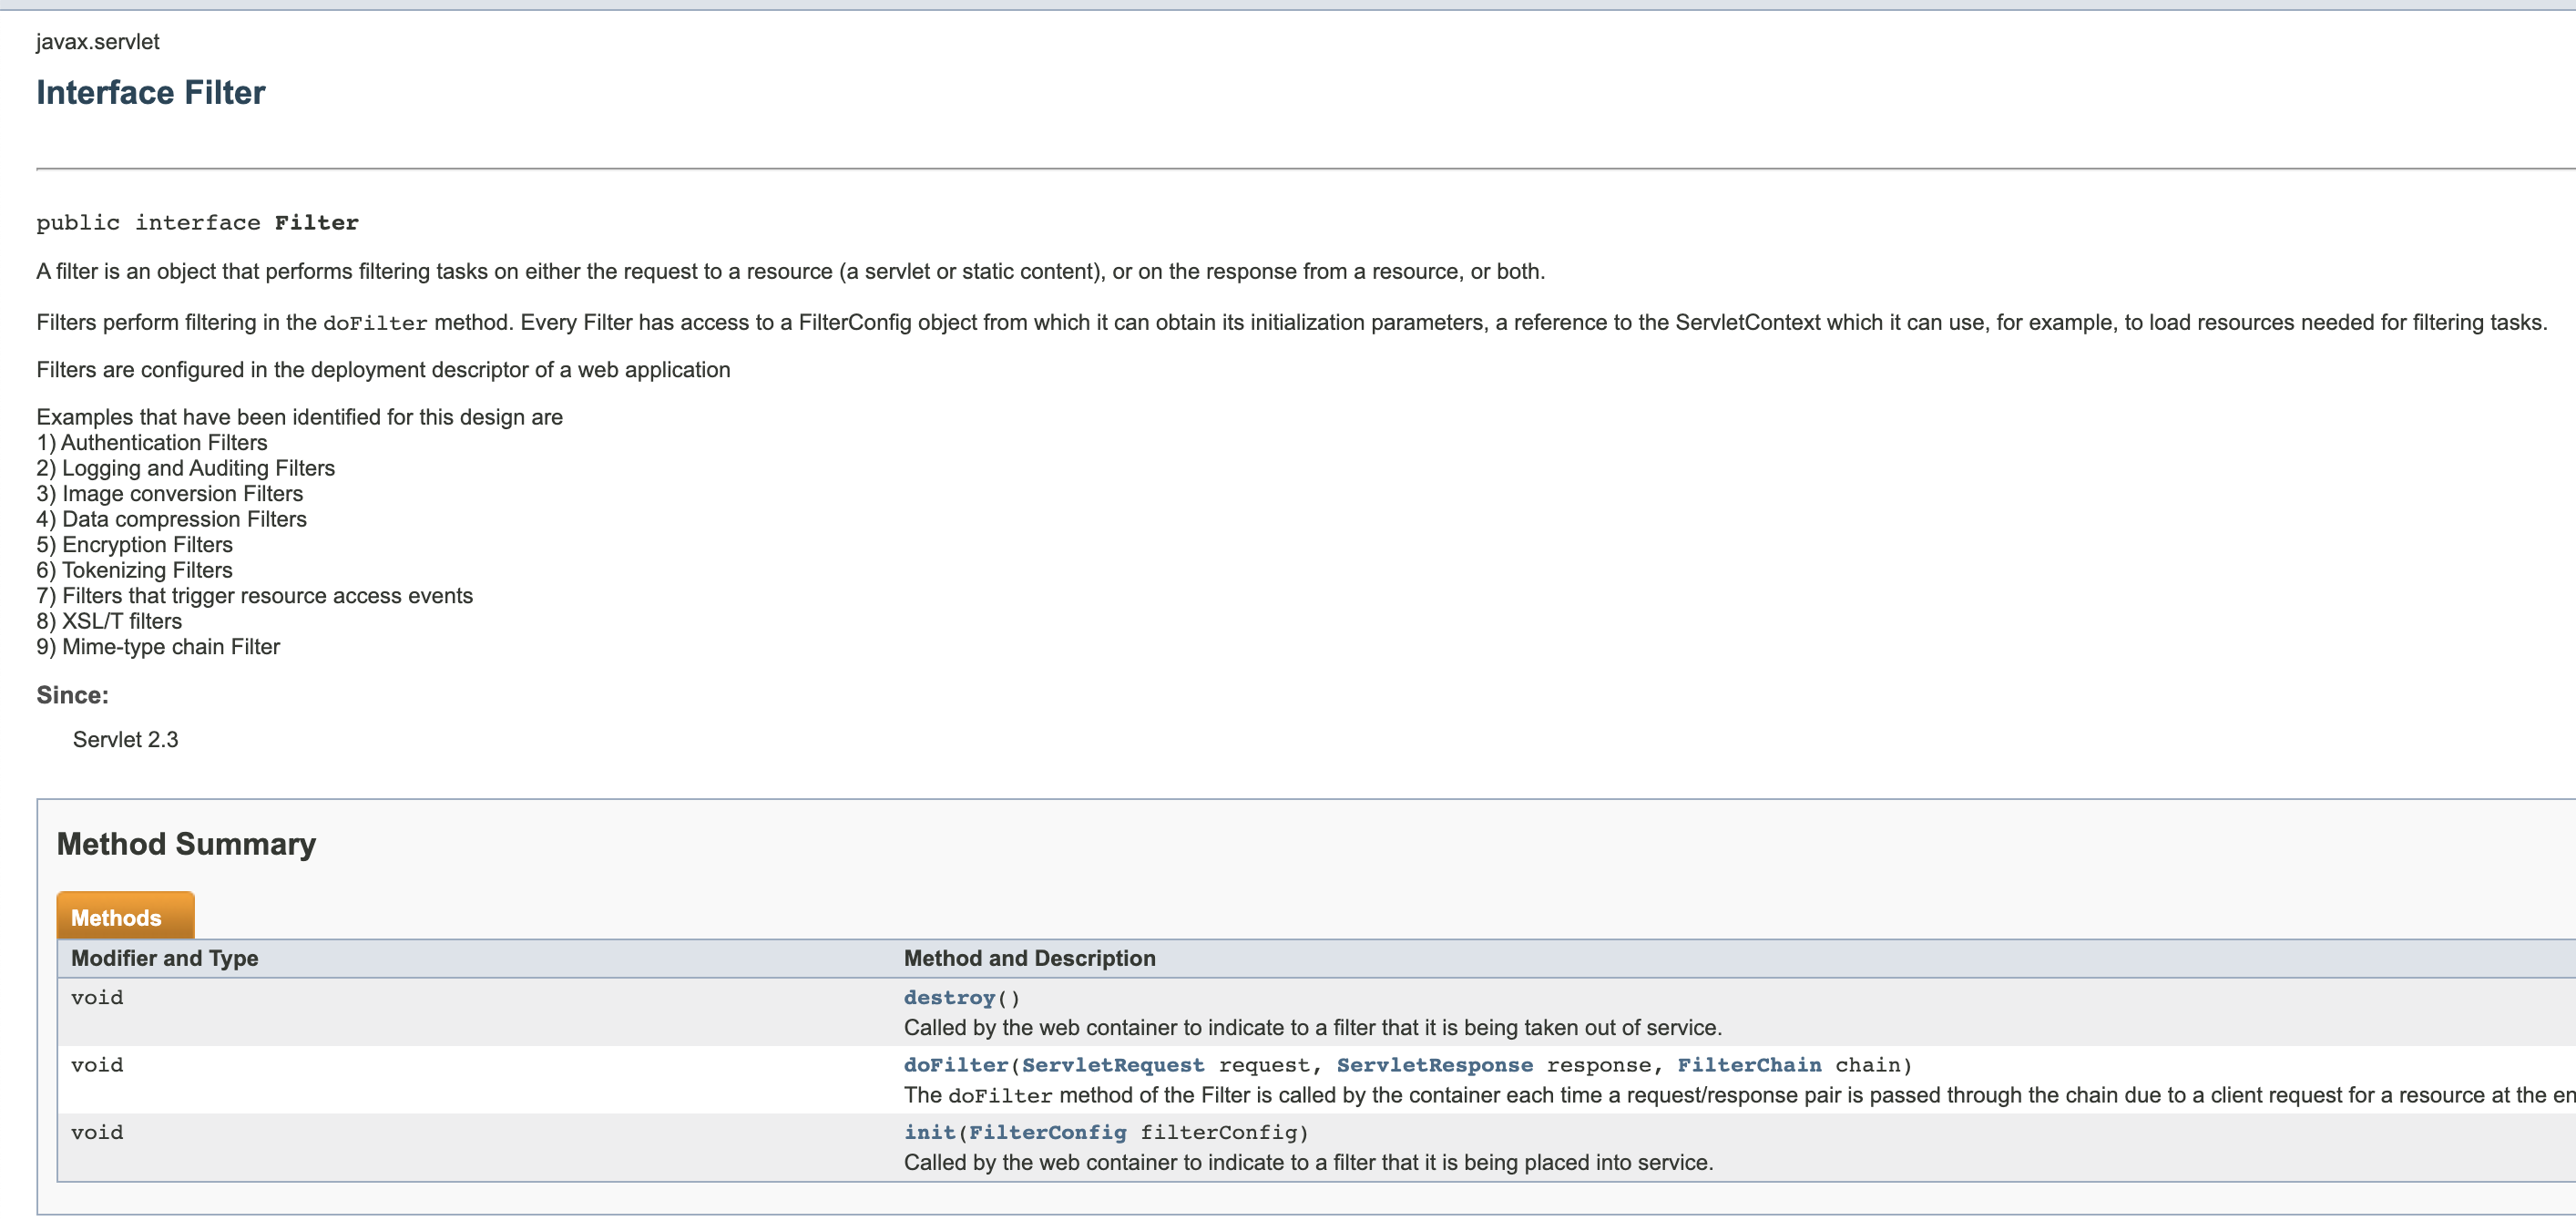 javax.servlet
Interface Filter
public interface Filter
A filter is an object that performs filtering tasks on either the request to a resource (a servlet or static content), or on the response from a resource, or both.
Filters perform filtering in the doFilter method. Every Filter has access to a FilterConfig object from which it can obtain its initialization parameters, a reference to the ServletContext which it can use, for example, to load resources needed for filtering tasks.
Filters are configured in the deployment descriptor of a web application
Examples that have been identified for this design are
1) Authentication Filters
2) Logging and Auditing Filters
3) Image conversion Filters
4) Data compression Filters
5) Encryption Filters
6) Tokenizing Filters
7) Filters that trigger resource access events
8) XSL/T filters
9) Mime-type chain Filter
Since:
Servlet 2.3
Method Summary
Methods
Modifier and Type Method and Description
void destroy()
Called by the web container to indicate to a filter that it is being taken out of service.
void doFilter(ServletRequest request, ServletResponse response, FilterChain chain)
The doFilter method of the Filter is called by the container each time a request/response pair is passed through the chain due to a client request for a resource at the
void init(FilterConfig filterConfig)
Called by the web container to indicate to a filter that it is being placed into service.